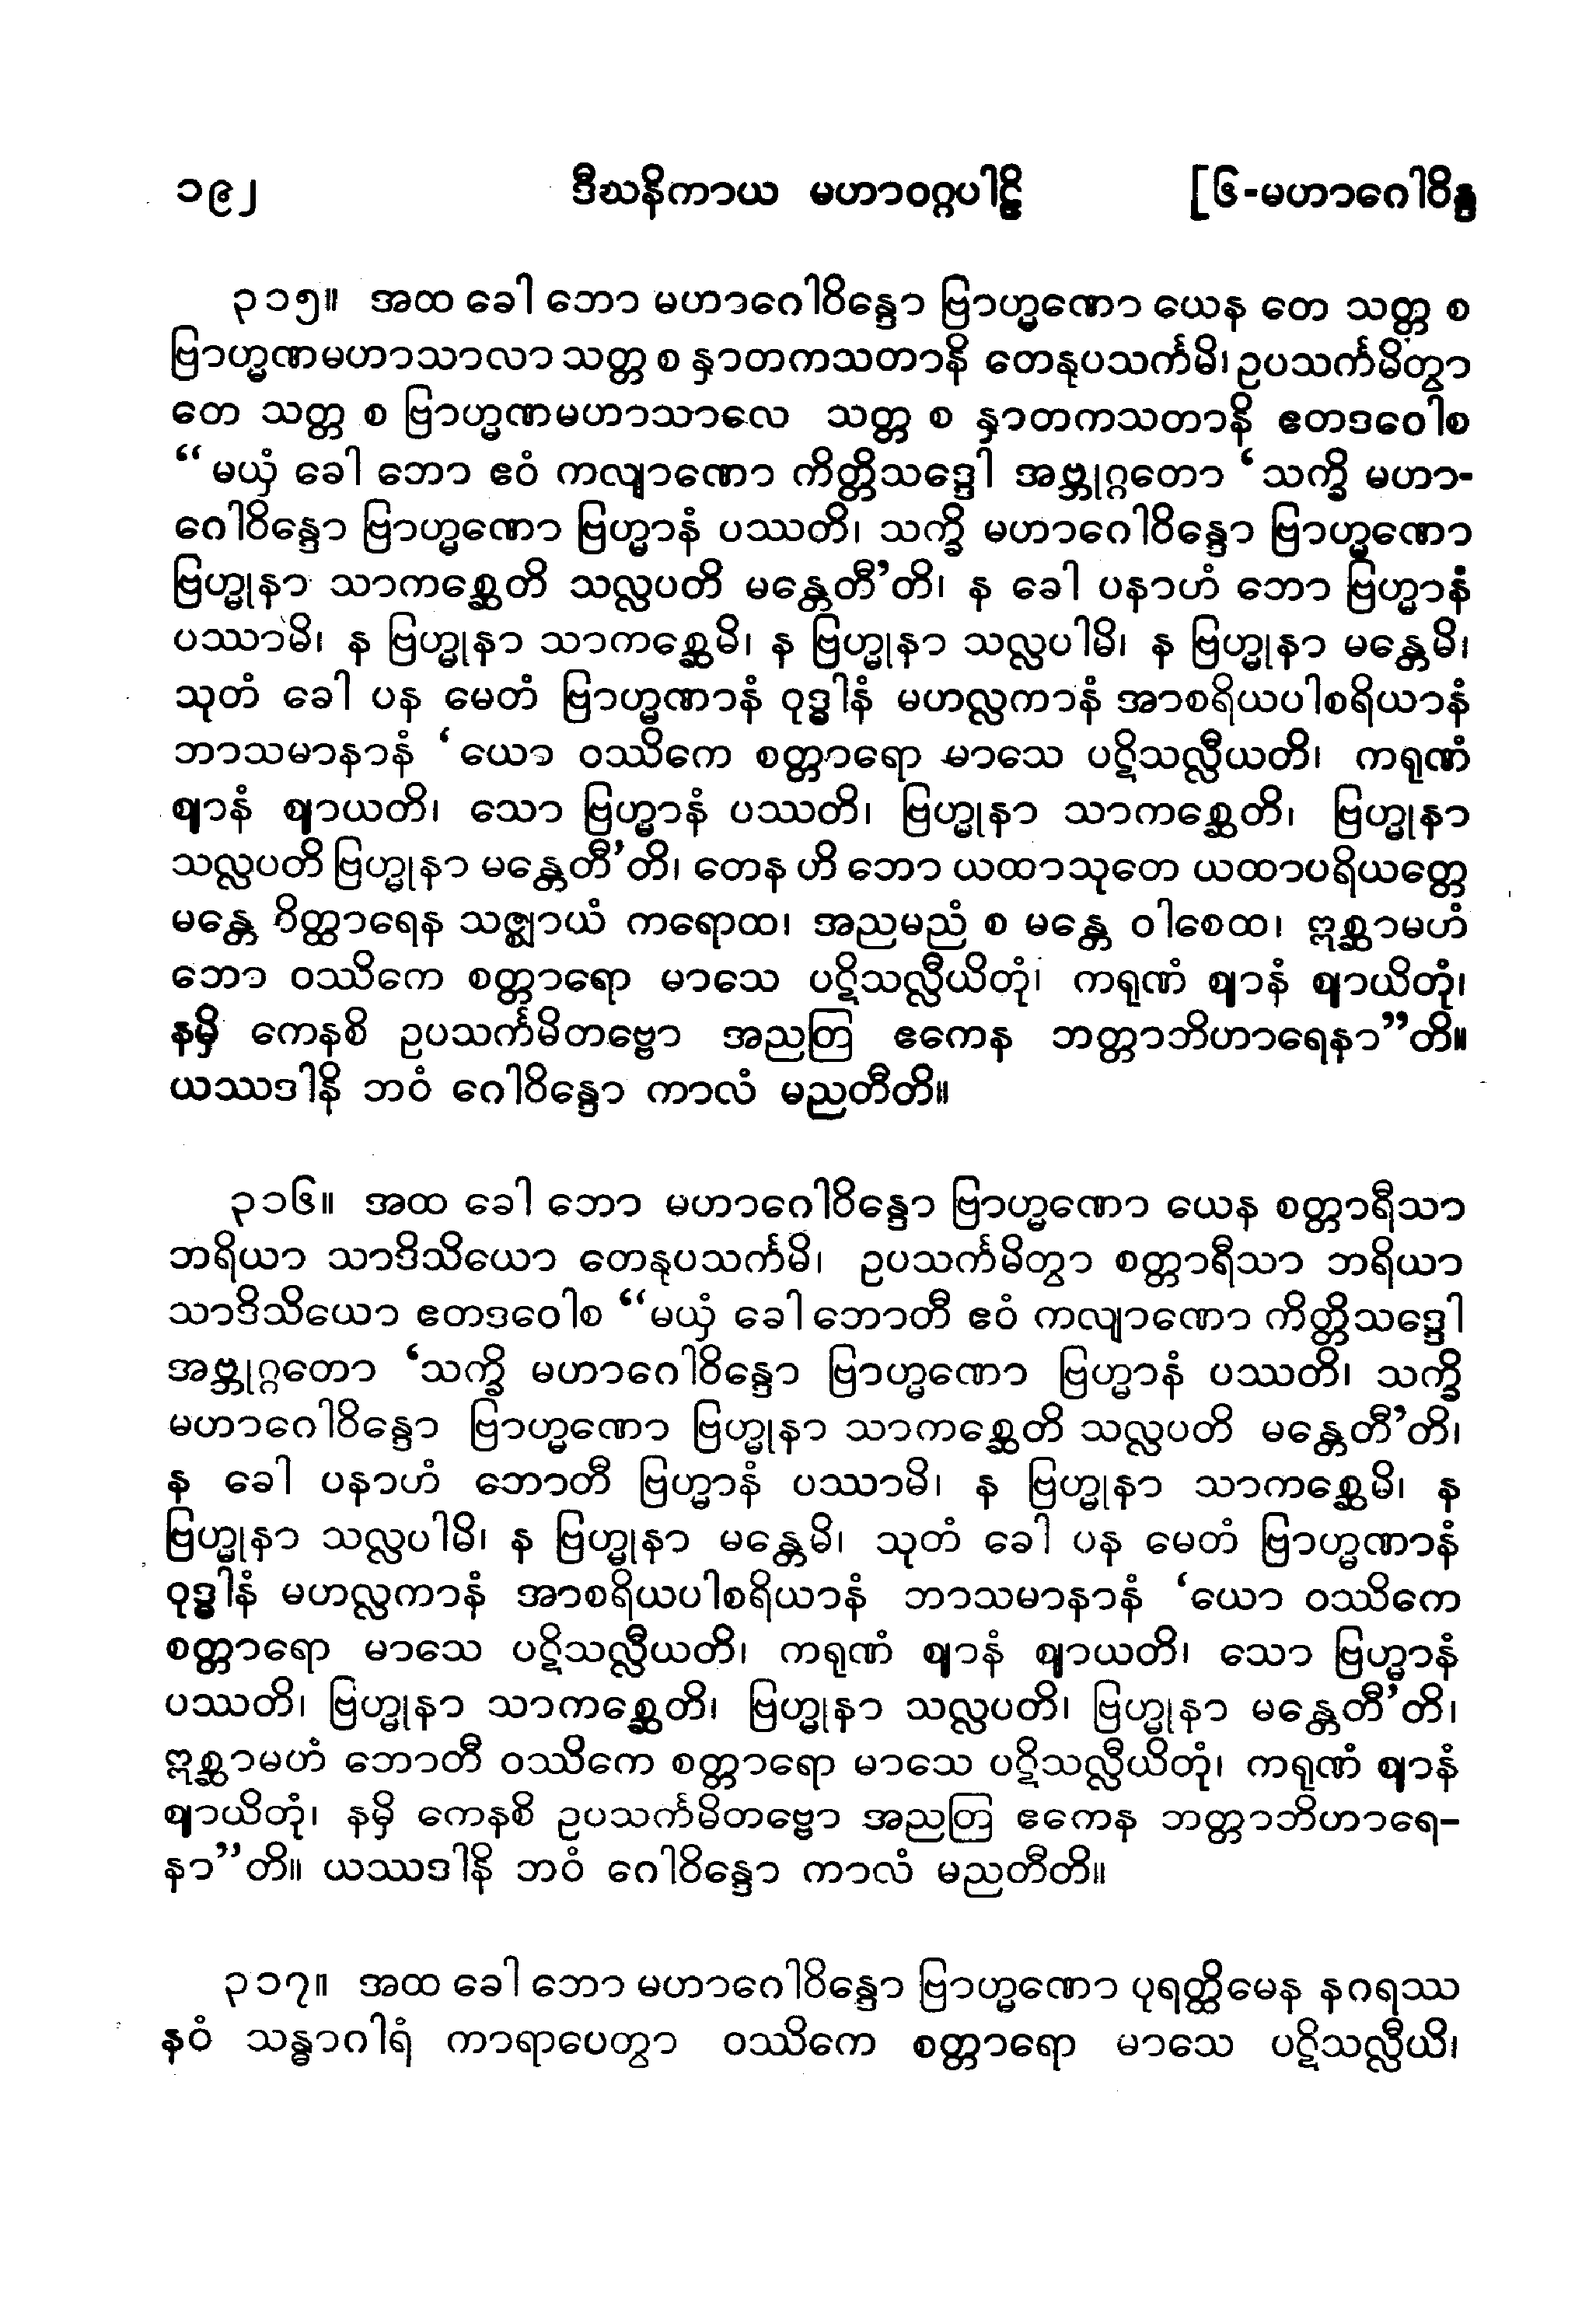 ၁၉၂ ဒီဃနိကာယ မဟာဝဂ္ဂပါဠိ [၆-မဟာဂေါဝိန္ဒ
၃၁၅။ အထ ခေါ ဘော မဟာဂေါဝိန္ဒော ဗြာဟ္မဏော ယေန တေ သတ္တ စ
ဗြာဟ္မဏမဟာသာလာ သတ္တ စ နှာတကသတာနိ တေနုပသင်္ကမိ၊ ဥပသင်္ကမိတွာ
တေ သတ္တ စ ဗြာဟ္မဏမဟာသာလေ သတ္တ စ နှာတကသတာနိ ဧတဒဝေါစ
“မယှံ ခေါ ဘော ဧဝံ ကလျာဏော ကိတ္တိသဒ္ဒေါ အဗ္ဘုဂ္ဂတော ‘သက္ခိ မဟာ-
ဂေါဝိန္ဒော ဗြာဟ္မဏော ဗြဟ္မာနံ ပဿတိ၊ သက္ခိ မဟာဂေါဝိန္ဒော ဗြာဟ္မဏော
ဗြဟ္မုနာ သာကစ္ဆေတိ သလ္လပတိ မန္တေတီ’တိ၊ န ခေါ ပနာဟံ ဘော ဗြဟ္မာနံ
ပဿာမိ၊ န ဗြဟ္မုနာ သာကစ္ဆေမိ၊ န ဗြဟ္မုနာ သလ္လပါမိ၊ န ဗြဟ္မုနာ မန္တေမိ၊
သုတံ ခေါ ပန မေတံ ဗြာဟ္မဏာနံ ဝုဒ္ဓါနံ မဟလ္လကာနံ အာစရိယပါစရိယာနံ
ဘာသမာနာနံ ‘ယော ဝဿိကေ စတ္တာရော မာသေ ပဋိသလ္လီယတိ၊ ကရုဏံ
ဈာနံ ဈာယတိ၊ သော ဗြဟ္မာနံ ပဿတိ၊ ဗြဟ္မုနာ သာကစ္ဆေတိ၊ ဗြဟ္မုနာ
သလ္လပတိ ဗြဟ္မုနာ မန္တေတီ’တိ၊ တေန ဟိ ဘော ယထာသုတေ ယထာပရိယတ္တေ
မန္တေ ဝိတ္ထာရေန သဇ္ဈာယံ ကရောထ၊ အညမညံ စ မန္တေ ဝါစေထ၊ ဣစ္ဆာမဟံ
ဘော ဝဿိကေ စတ္တာရော မာသေ ပဋိသလ္လီယိတုံ၊ ကရုဏံ ဈာနံ ဈာယိတုံ၊
နမှိ ကေနစိ ဥပသင်္ကမိတဗ္ဗော အညတြ ဧကေန ဘတ္တာဘိဟာရေနာ”တိ။
ယဿဒါနိ ဘဝံ ဂေါဝိန္ဒော ကာလံ မညတီတိ။
၃၁၆။ အထ ခေါ ဘော မဟာဂေါဝိန္ဒော ဗြာဟ္မဏော ယေန စတ္တာရီသာ
ဘရိယာ သာဒိသိယော တေနုပသင်္ကမိ၊ ဥပသင်္ကမိတွာ စတ္တာရီသာ ဘရိယာ
သာဒိသိယော ဧတဒဝေါစ “မယှံ ခေါ ဘောတီ ဧဝံ ကလျာဏော ကိတ္တိသဒ္ဒေါ
အဗ္ဘုဂ္ဂတော ‘သက္ခိ မဟာဂေါဝိန္ဒော ဗြာဟ္မဏော ဗြဟ္မာနံ ပဿတိ၊ သက္ခိ
မဟာဂေါဝိန္ဒော ဗြာဟ္မဏော ဗြဟ္မုနာ သာကစ္ဆေတိ သလ္လပတိ မန္တေတီ’တိ၊
န ခေါ ပနာဟံ ဘောတီ ဗြဟ္မာနံ ပဿာမိ၊ န ဗြဟ္မုနာ သာကစ္ဆေမိ၊ န
ဗြဟ္မုနာ သလ္လပါမိ၊ န ဗြဟ္မုနာ မန္တေမိ၊ သုတံ ခေါ ပန မေတံ ဗြာဟ္မဏာနံ
ဝုဒ္ဓါနံ မဟလ္လကာနံ အာစရိယပါစရိယာနံ ဘာသမာနာနံ ‘ယော ဝဿိကေ
စတ္တာရော မာသေ ပဋိသလ္လီယတိ၊ ကရုဏံ ဈာနံ ဈာယတိ၊ သော ဗြဟ္မာနံ
ပဿတိ၊ ဗြဟ္မုနာ သာကစ္ဆေတိ၊ ဗြဟ္မုနာ သလ္လပတိ၊ ဗြဟ္မုနာ မန္တေတီ’တိ၊
ဣစ္ဆာမဟံ ဘောတီ ဝဿိကေ စတ္တာရော မာသေ ပဋိသလ္လီယိတုံ၊ ကရုဏံ ဈာနံ
ဈာယိတုံ၊ နမှိ ကေနစိ ဥပသင်္ကမိတဗ္ဗော အညတြ ဧကေန ဘတ္တာဘိဟာရေ-
နာ”တိ။ ယဿဒါနိ ဘဝံ ဂေါဝိန္ဒော ကာလံ မညတီတိ။
၃၁၇။ အထ ခေါ ဘော မဟာဂေါဝိန္ဒော ဗြာဟ္မဏော ပုရတ္ထိမေန နဂရဿ
နဝံ သန္ဓာဂါရံ ကာရာပေတွာ ဝဿိကေ စတ္တာရော မာသေ ပဋိသလ္လီယိ၊